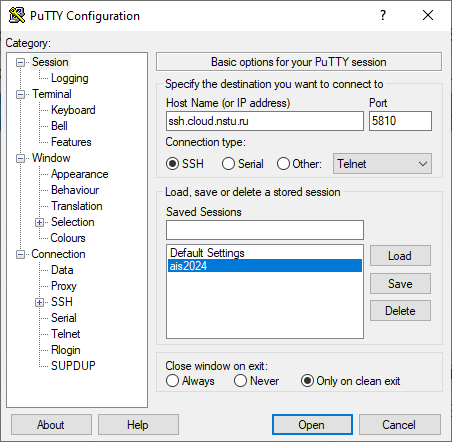 PuTTY Configuration
?
Category:
Session
Logging
Terminal
Keyboard
Bell
Features
Window
Appearance
Behaviour
Translation
Selection
Colours
Connection
Data
Proxy
SSH
Serial
Telnet
Rlogin
SUPDUP
Basic options for your PuTTY session
Specify the destination you want to connect to
Host Name (or IP address) Port
ssh.cloud.nstu.ru 5810
Connection type:
SSH Serial Other: Telnet
Load, save or delete a stored session
Saved Sessions
Default Settings
ais2024
Load
Save
Delete
Close window on exit:
Always Never Only on clean exit
About Help Open Cancel